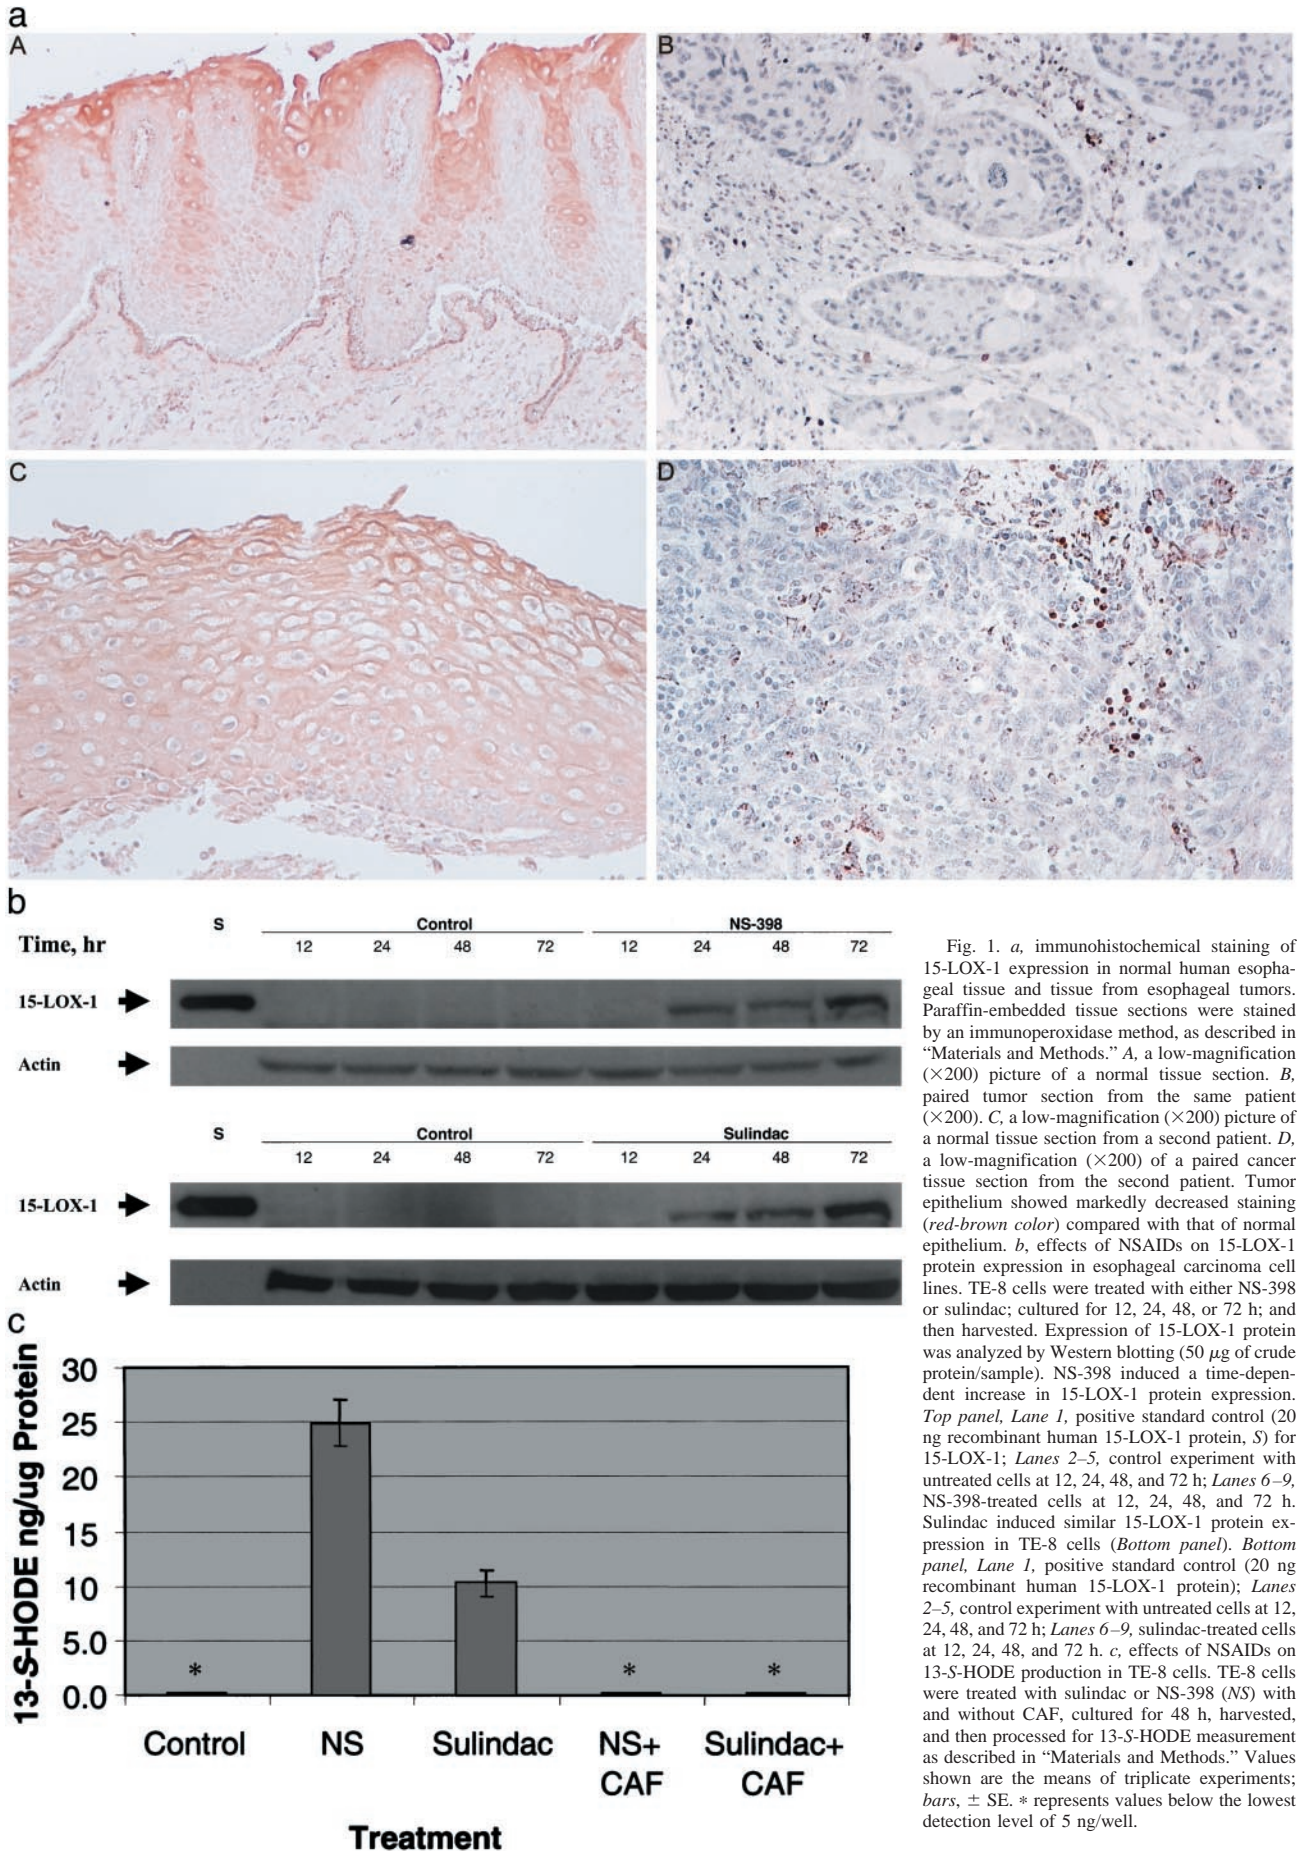 a
A
B
C
D
b
S
Control
NS-398
Time, hr
12 24 48 72 12 24 48 72
15-LOX-1
Actin
S
Control
Sulindac
12 24 48 72 12 24 48 72
15-LOX-1
Actin
c
13-S-HODE ng/ug Protein
30
25
20
15
10
5.0
0.0
*
*
*
Control
NS
Sulindac
NS+
CAF
Sulindac+
CAF
Treatment
Fig. 1. a, immunohistochemical staining of
15-LOX-1 expression in normal human esopha-
geal tissue and tissue from esophageal tumors.
Paraffin-embedded tissue sections were stained
by an immunoperoxidase method, as described in
“Materials and Methods.” A, a low-magnification
(×200) picture of a normal tissue section. B,
paired tumor section from the same patient
(×200). C, a low-magnification (×200) picture of
a normal tissue section from a second patient. D,
a low-magnification (×200) of a paired cancer
tissue section from the second patient. Tumor
epithelium showed markedly decreased staining
(red-brown color) compared with that of normal
epithelium. b, effects of NSAIDs on 15-LOX-1
protein expression in esophageal carcinoma cell
lines. TE-8 cells were treated with either NS-398
or sulindac; cultured for 12, 24, 48, or 72 h; and
then harvested. Expression of 15-LOX-1 protein
was analyzed by Western blotting (50 μg of crude
protein/sample). NS-398 induced a time-depen-
dent increase in 15-LOX-1 protein expression.
Top panel, Lane 1, positive standard control (20
ng recombinant human 15-LOX-1 protein, S) for
15-LOX-1; Lanes 2–5, control experiment with
untreated cells at 12, 24, 48, and 72 h; Lanes 6–9,
NS-398-treated cells at 12, 24, 48, and 72 h.
Sulindac induced similar 15-LOX-1 protein ex-
pression in TE-8 cells (Bottom panel). Bottom
panel, Lane 1, positive standard control (20 ng
recombinant human 15-LOX-1 protein); Lanes
2–5, control experiment with untreated cells at 12,
24, 48, and 72 h; Lanes 6–9, sulindac-treated cells
at 12, 24, 48, and 72 h. c, effects of NSAIDs on
13-S-HODE production in TE-8 cells. TE-8 cells
were treated with sulindac or NS-398 (NS) with
and without CAF, cultured for 48 h, harvested,
and then processed for 13-S-HODE measurement
as described in “Materials and Methods.” Values
shown are the means of triplicate experiments;
bars, ± SE. * represents values below the lowest
detection level of 5 ng/well.